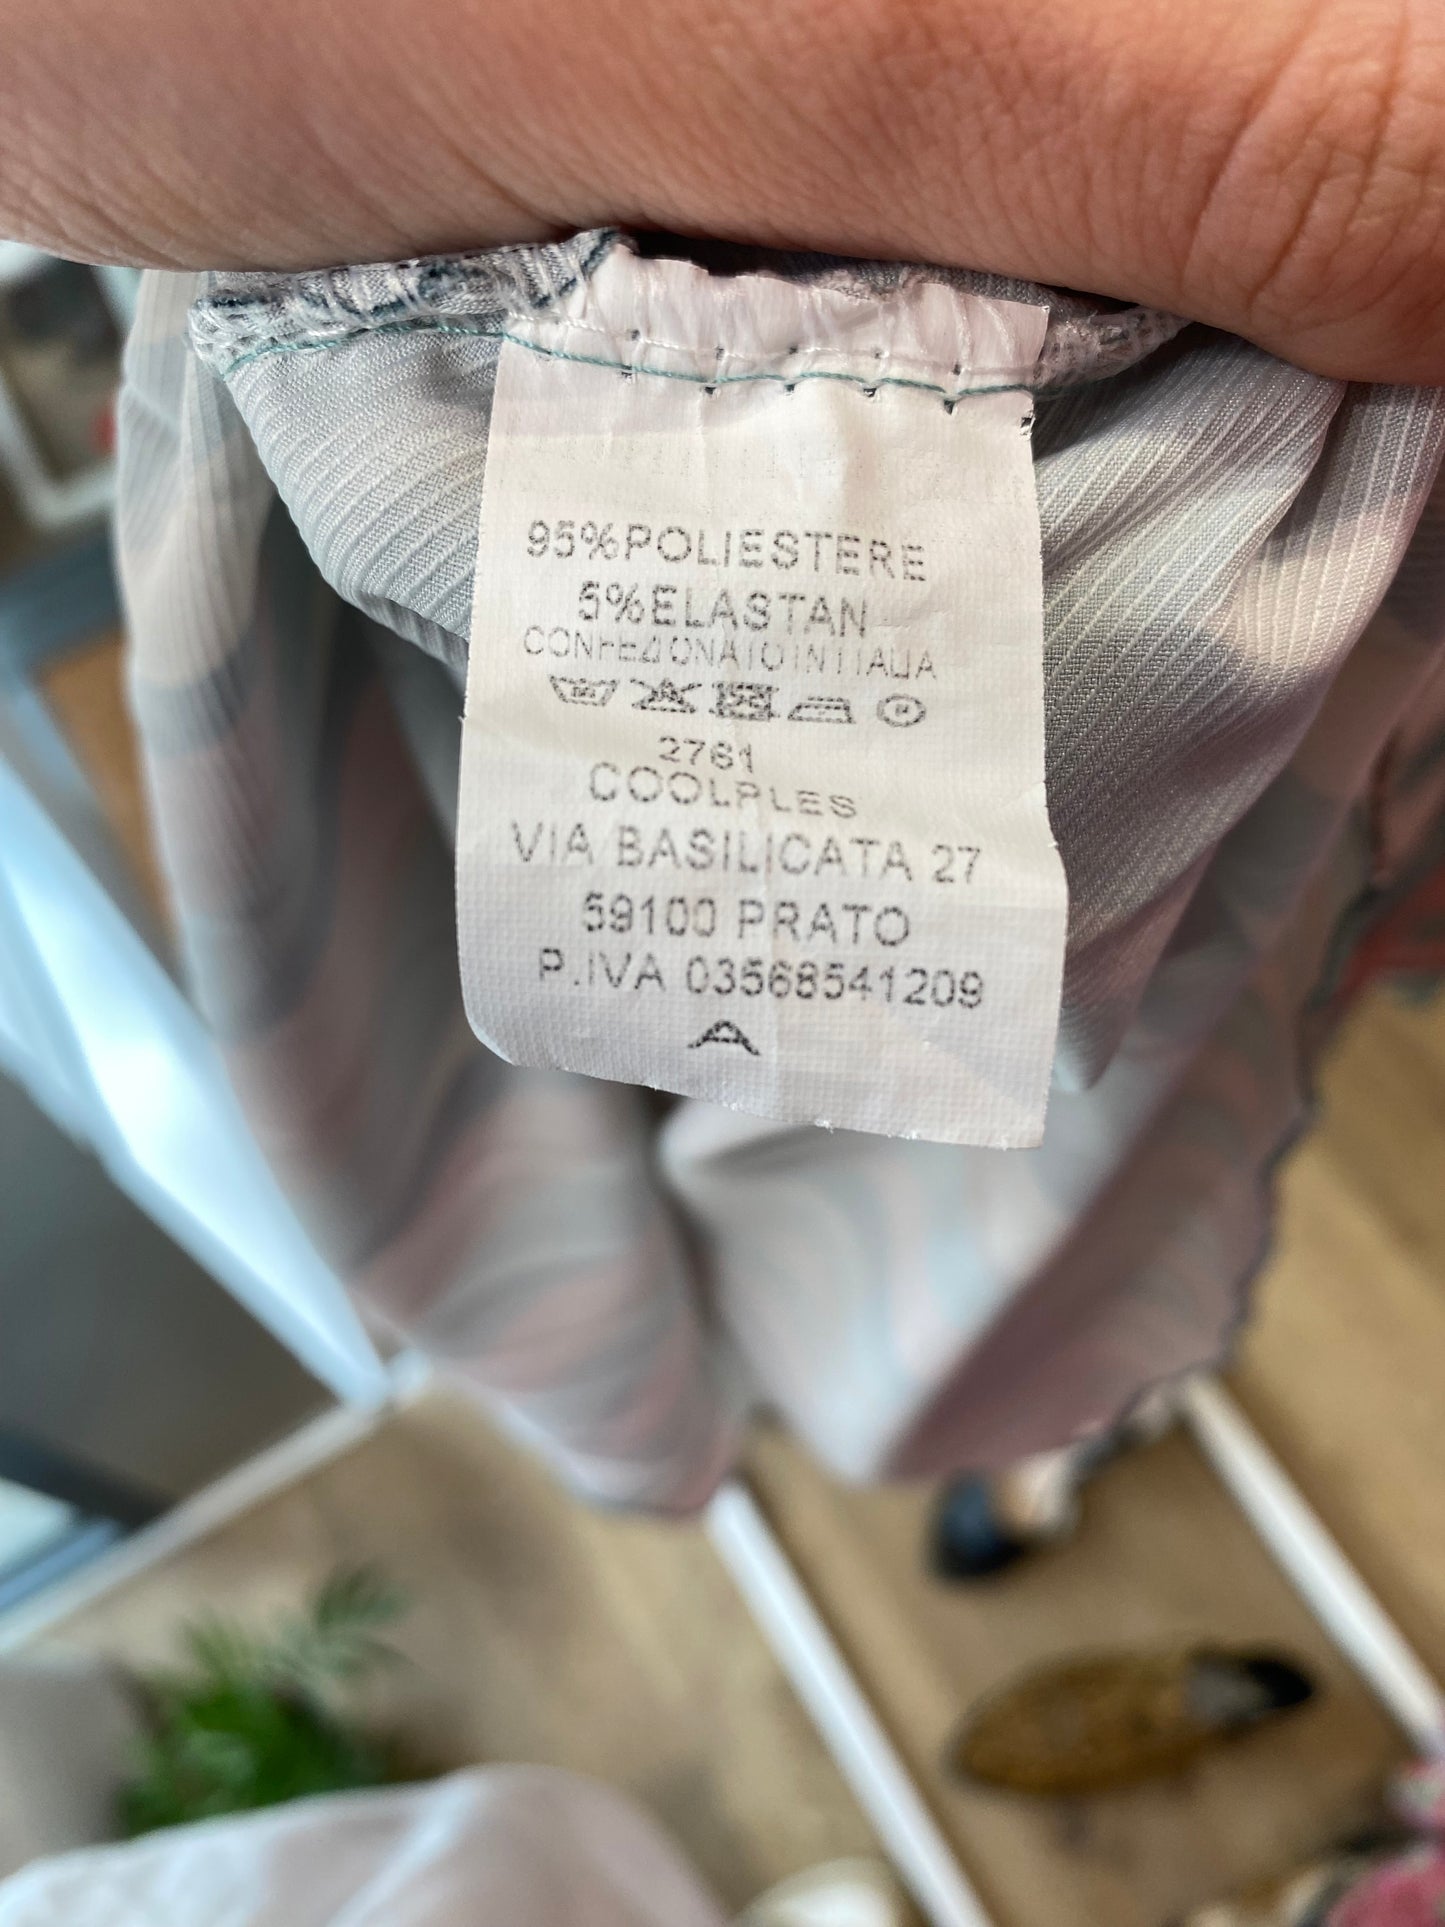 95%POLIESTERE
5%ELASTAN
CONFEZIONATO IN ITALIA
2761
COOLPLES
VIA BASILICATA 27
59100 PRATO
P.IVA 03568541209
A